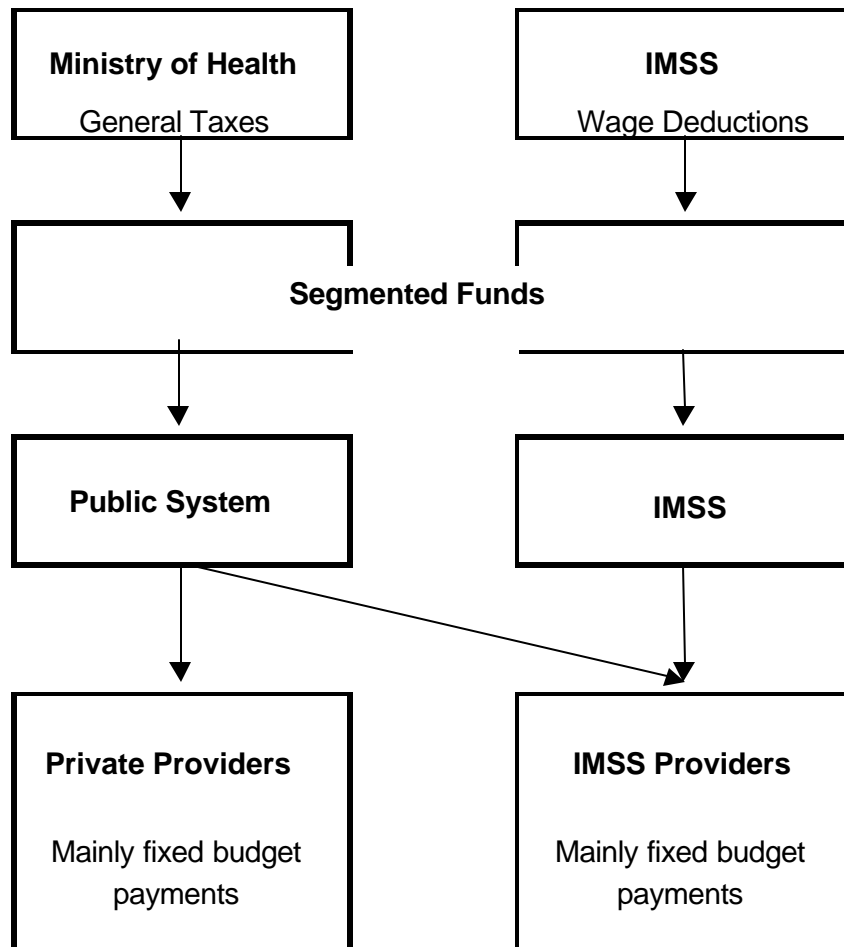 Ministry of Health
General Taxes
IMSS
Wage Deductions
Segmented Funds
Public System
IMSS
Private Providers
Mainly fixed budget
payments
IMSS Providers
Mainly fixed budget
payments